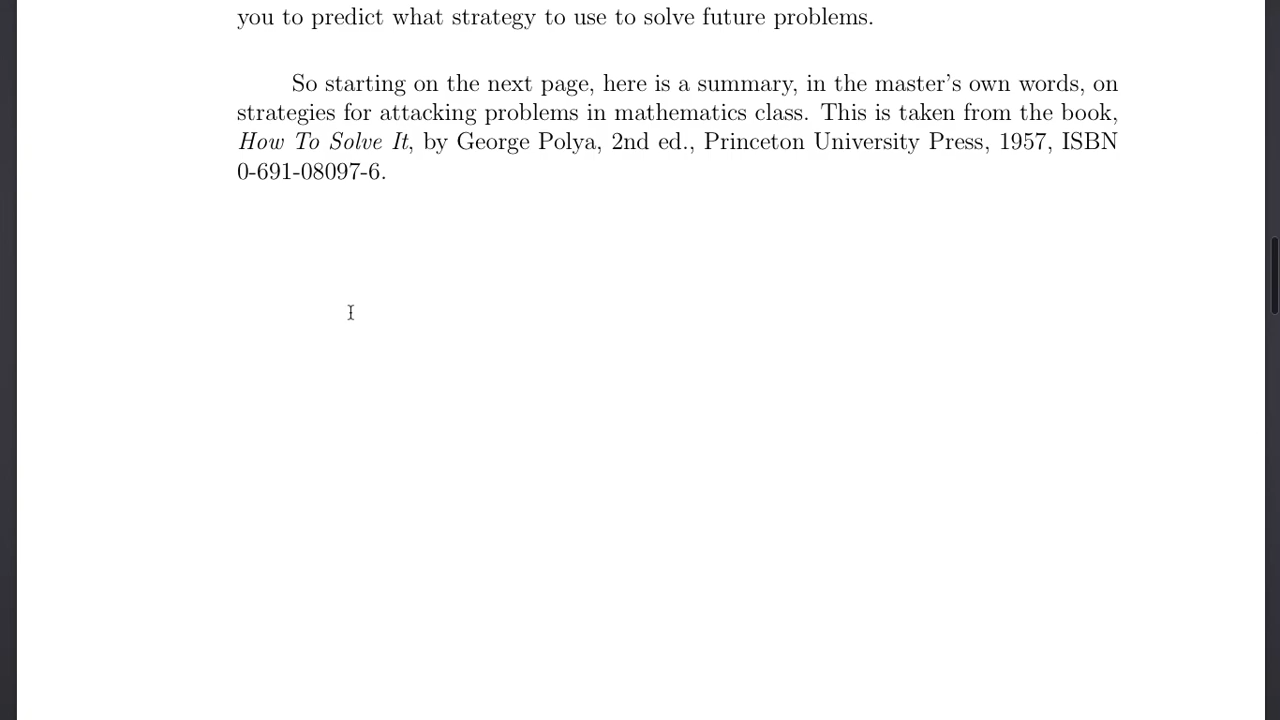 you to predict what strategy to use to solve future problems.
So starting on the next page, here is a summary, in the master's own words, on
strategies for attacking problems in mathematics class. This is taken from the book,
How To Solve It, by George Polya, 2nd ed., Princeton University Press, 1957, ISBN
0-691-08097-6.